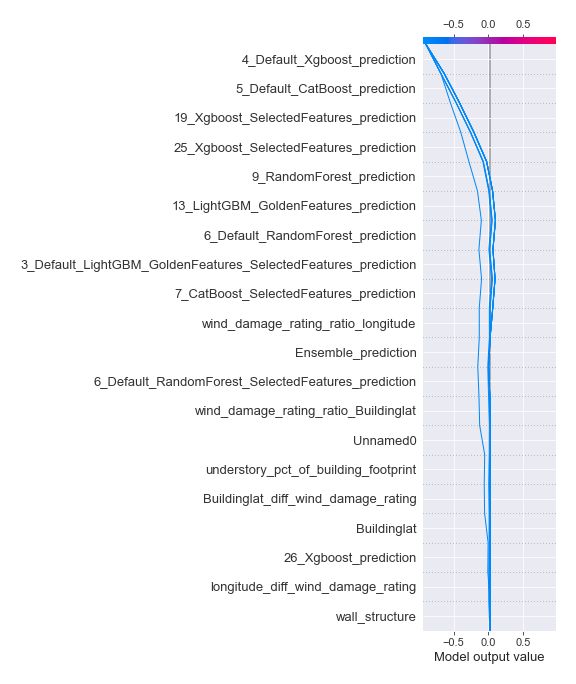 −0.5 0.0 0.5
4_Default_Xgboost_prediction
5_Default_CatBoost_prediction
19_Xgboost_SelectedFeatures_prediction
25_Xgboost_SelectedFeatures_prediction
9_RandomForest_prediction
13_LightGBM_GoldenFeatures_prediction
6_Default_RandomForest_prediction
3_Default_LightGBM_GoldenFeatures_SelectedFeatures_prediction
7_CatBoost_SelectedFeatures_prediction
wind_damage_rating_ratio_longitude
Ensemble_prediction
6_Default_RandomForest_SelectedFeatures_prediction
wind_damage_rating_ratio_Buildinglat
Unnamed0
understory_pct_of_building_footprint
Buildinglat_diff_wind_damage_rating
Buildinglat
26_Xgboost_prediction
longitude_diff_wind_damage_rating
wall_structure
−0.5 0.0 0.5
Model output value